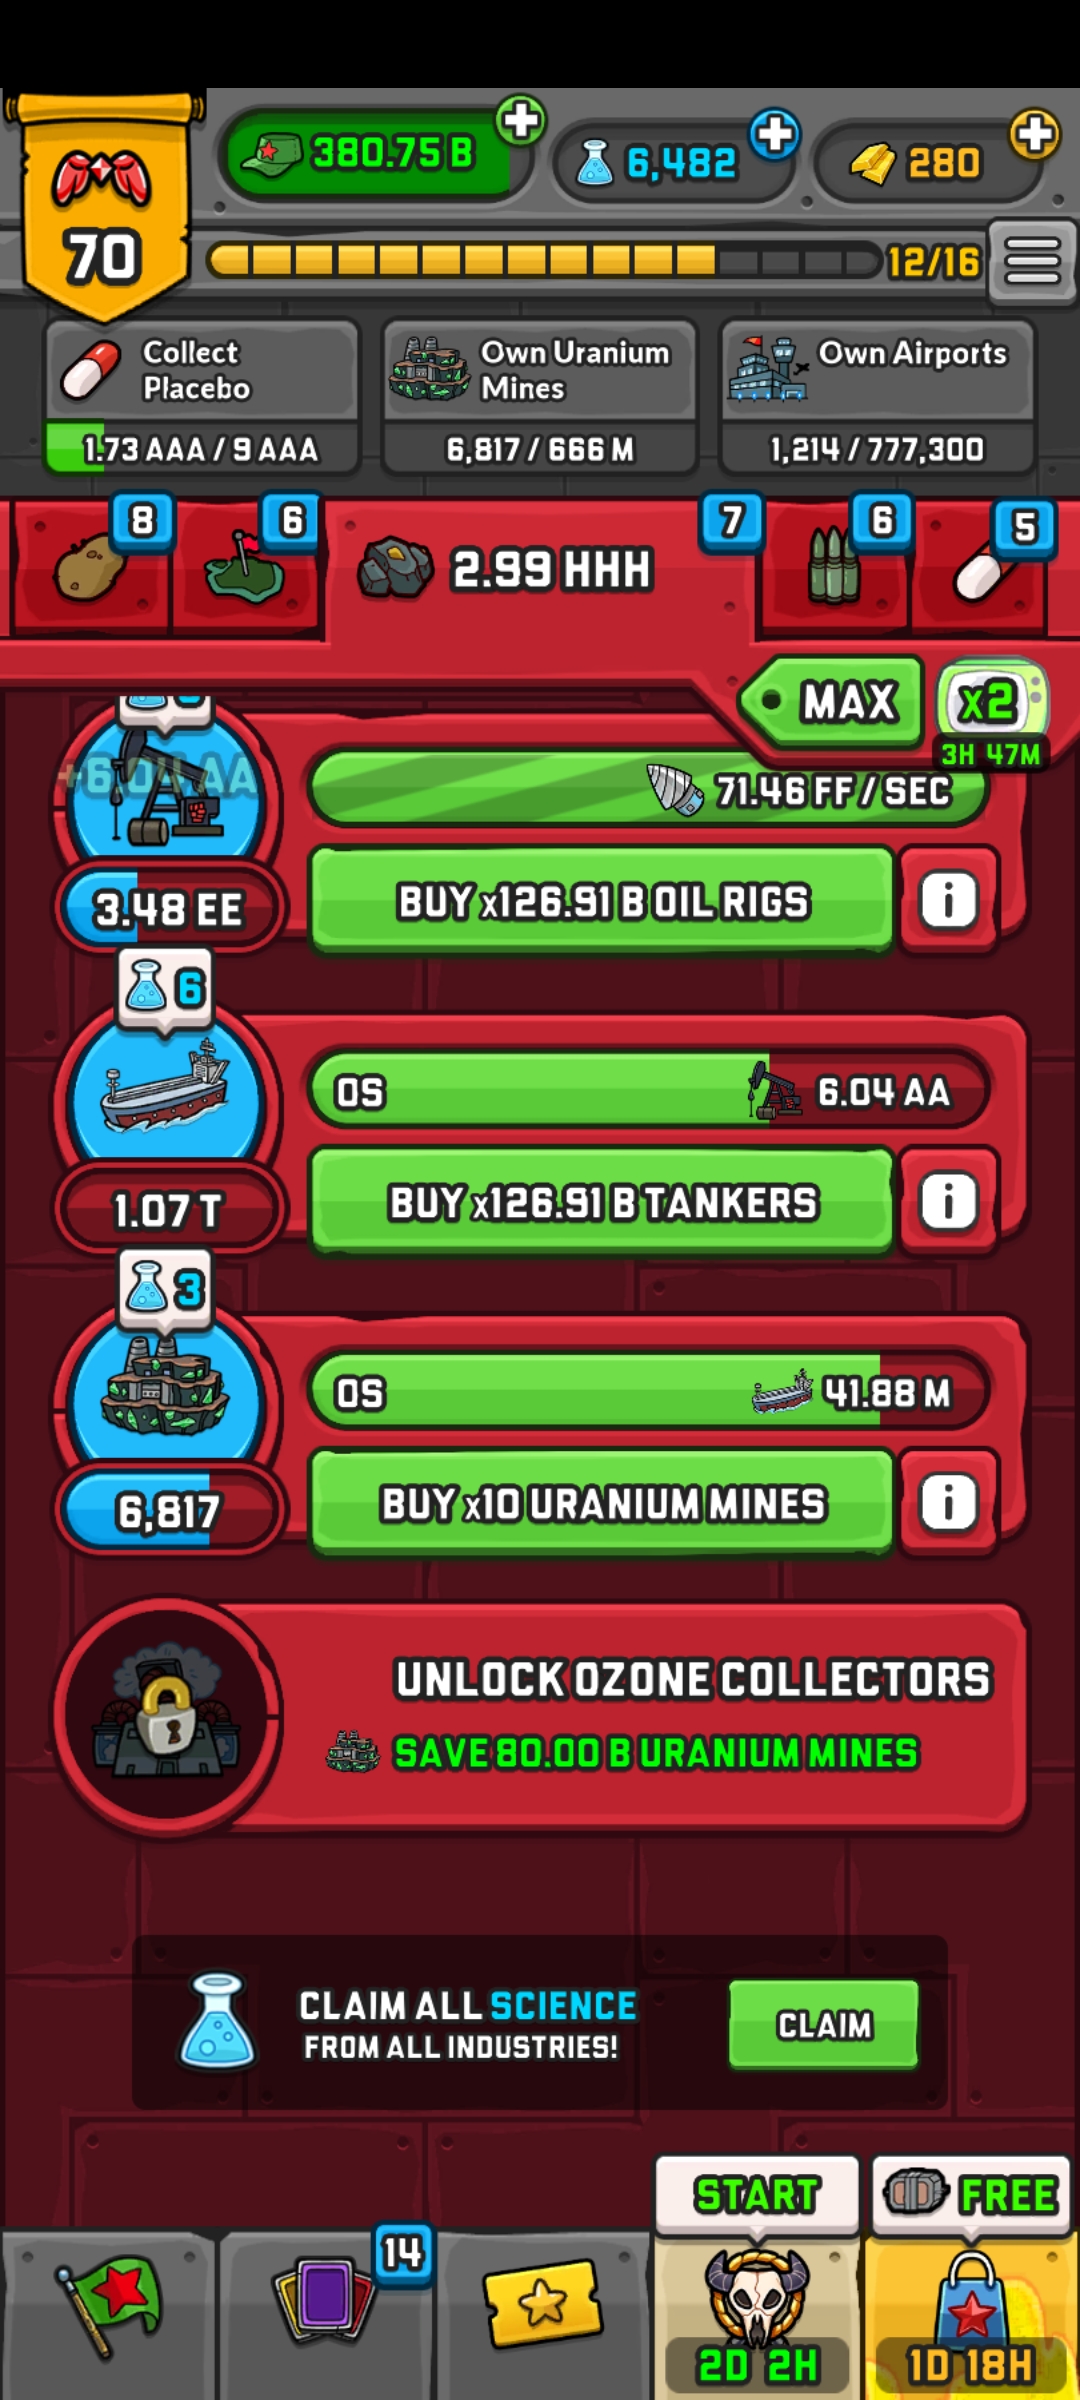 380.75 B
6,482
280
70
12/16
Collect
Placebo
Own Uranium
Mines
Own Airports
1.73 AAA / 9 AAA
6,817 / 666 M
1,214 / 777,300
8
6
2.99 HHH
7
6
5
MAX
x2
3H 47M
+6.04 AA
71.46 FF / SEC
3.48 EE
BUY x126.91 B OIL RIGS
i
6
0S
6.04 AA
1.07 T
BUY x126.91 B TANKERS
i
3
0S
41.88 M
6,817
BUY x10 URANIUM MINES
i
UNLOCK OZONE COLLECTORS
SAVE 80.00 B URANIUM MINES
CLAIM ALL SCIENCE
FROM ALL INDUSTRIES!
CLAIM
START
FREE
14
2D 2H
1D 18H